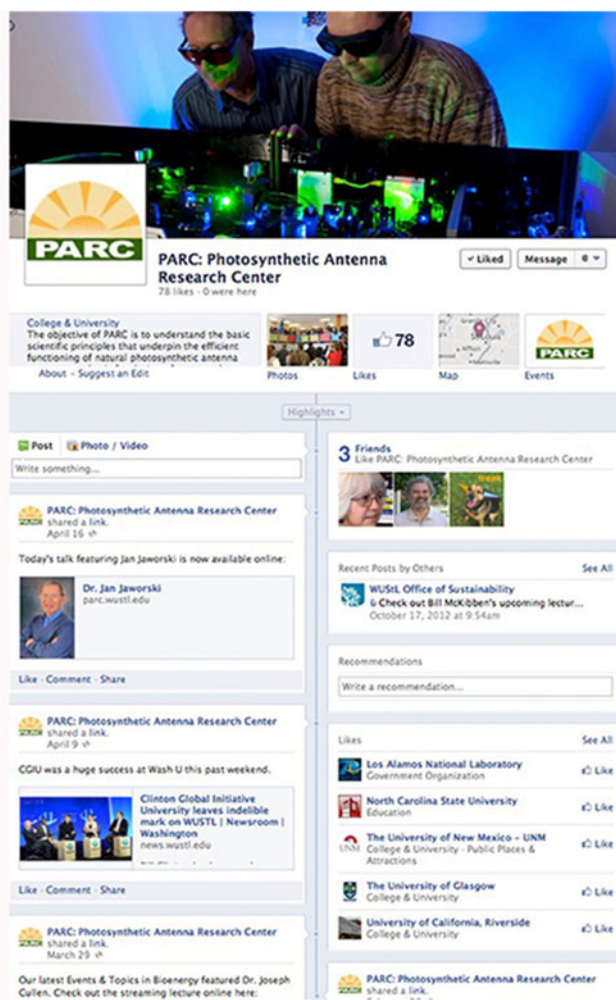 PARC
PARC: Photosynthetic Antenna
Research Center
78 likes · 0 were here
✓ Liked
Message
College & University
The objective of PARC is to understand the basic
scientific principles that underpin the efficient
functioning of natural photosynthetic antenna
About - Suggest an Edit
Photos
78
Likes
Map
PARC
Events
Highlights
Post
Photo / Video
Write something...
PARC: Photosynthetic Antenna Research Center
shared a link.
April 16
Today's talk featuring Jan Jaworski is now available online:
Dr. Jan Jaworski
parc.wustl.edu
Like · Comment · Share
PARC: Photosynthetic Antenna Research Center
shared a link.
April 9
CGIU was a huge success at Wash U this past weekend.
Clinton Global Initiative
University leaves indelible
mark on WUSTL | Newsroom |
Washington
news.wustl.edu
Like · Comment · Share
PARC: Photosynthetic Antenna Research Center
shared a link.
March 29
Our latest Events & Topics in Bioenergy featured Dr. Joseph
Cullen. Check out the streaming lecture online here:
3 Friends
Like PARC: Photosynthetic Antenna Research Center
Recent Posts by Others
See All
WUStL Office of Sustainability
Check out Bill McKibben's upcoming lectur...
October 17, 2012 at 9:54am
Recommendations
Write a recommendation...
Likes
See All
Los Alamos National Laboratory
Government Organization
Like
North Carolina State University
Education
Like
The University of New Mexico - UNM
College & University · Public Places &
Attractions
Like
UNM
The University of Glasgow
College & University
Like
University of California, Riverside
College & University
Like
PARC: Photosynthetic Antenna Research Center
shared a link.